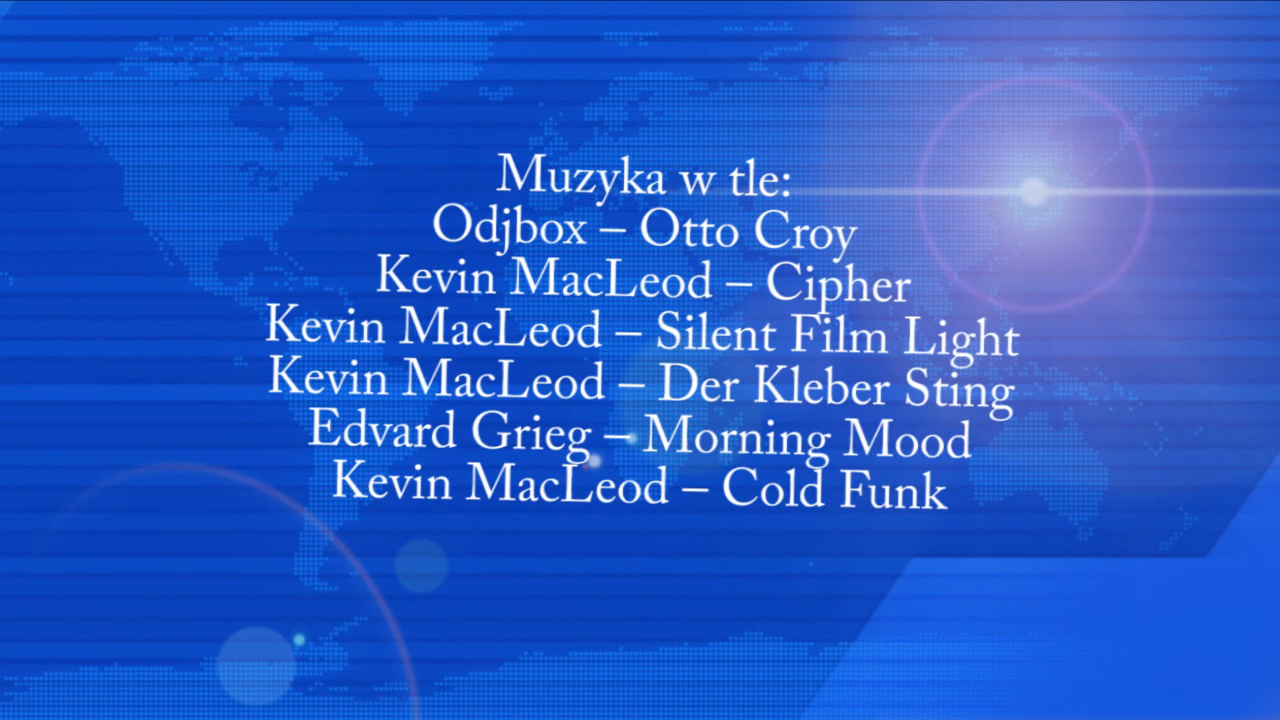 Muzyka w tle:
Odjbox – Otto Croy
Kevin MacLeod – Cipher
Kevin MacLeod – Silent Film Light
Kevin MacLeod – Der Kleber Sting
Edvard Grieg – Morning Mood
Kevin MacLeod – Cold Funk